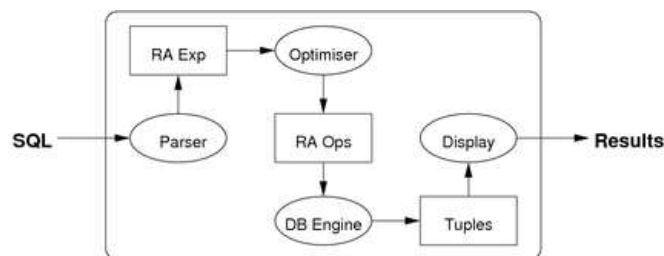 SQL
Parser
RA Exp
Optimiser
RA Ops
DB Engine
Tuples
Display
Results